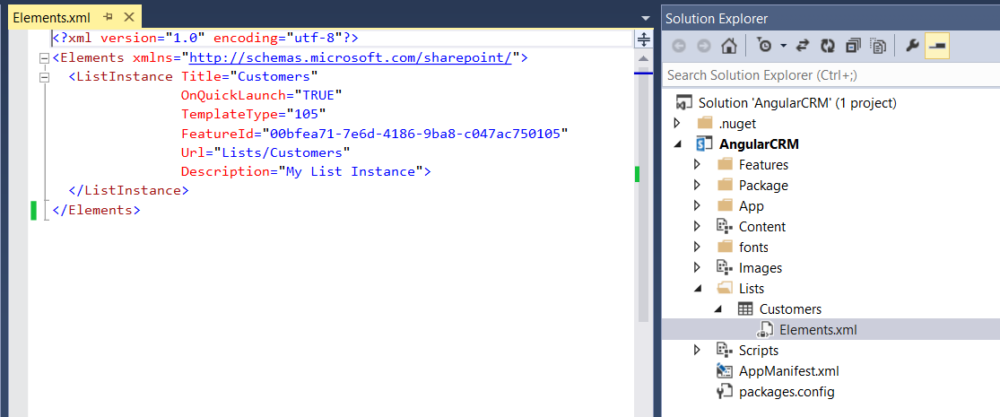 Elements.xml
<?xml version="1.0" encoding="utf-8"?>
<Elements xmlns="http://schemas.microsoft.com/sharepoint/">
<ListInstance Title="Customers"
OnQuickLaunch="TRUE"
TemplateType="105"
FeatureId="00bfea71-7e6d-4186-9ba8-c047ac750105"
Url="Lists/Customers"
Description="My List Instance">
</ListInstance>
</Elements>
Solution Explorer
Search Solution Explorer (Ctrl+;)
Solution 'AngularCRM' (1 project)
.nuget
AngularCRM
Features
Package
App
Content
fonts
Images
Lists
Customers
Elements.xml
Scripts
AppManifest.xml
packages.config